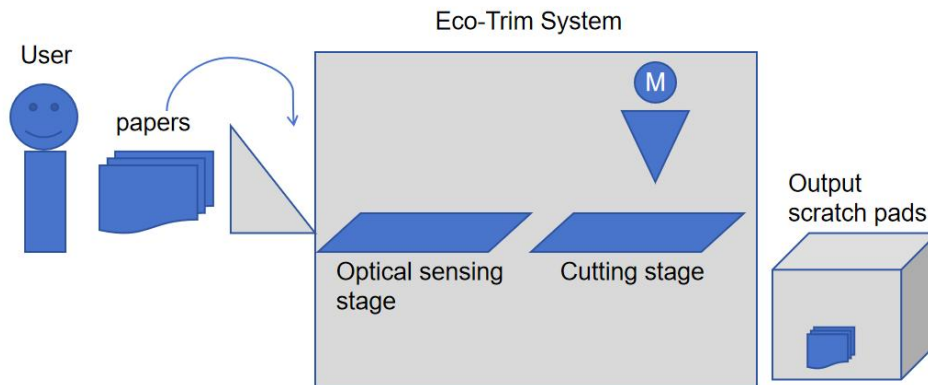 Eco-Trim System
User
papers
M
Optical sensing
stage
Cutting stage
Output
scratch pads